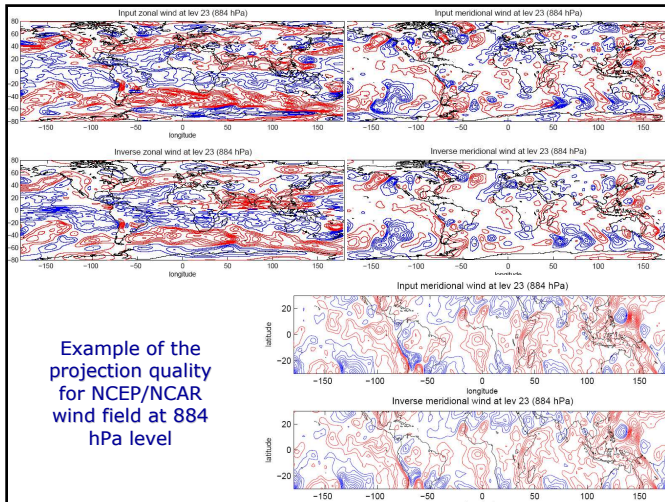 Input zonal wind at lev 23 (884 hPa)
80
60
40
20
0
-20
-40
-60
-80
-150 -100 -50 0 50 100 150
longitude
Input meridional wind at lev 23 (884 hPa)
-150 -100 -50 0 50 100 150
longitude
Inverse zonal wind at lev 23 (884 hPa)
80
60
40
20
0
-20
-40
-60
-80
-150 -100 -50 0 50 100 150
longitude
Inverse meridional wind at lev 23 (884 hPa)
-150 -100 -50 0 50 100 150
longitude
Example of the
projection quality
for NCEP/NCAR
wind field at 884
hPa level
Input meridional wind at lev 23 (884 hPa)
latitude
20
0
-20
-150 -100 -50 0 50 100 150
longitude
Inverse meridional wind at lev 23 (884 hPa)
latitude
20
0
-20
-150 -100 -50 0 50 100 150